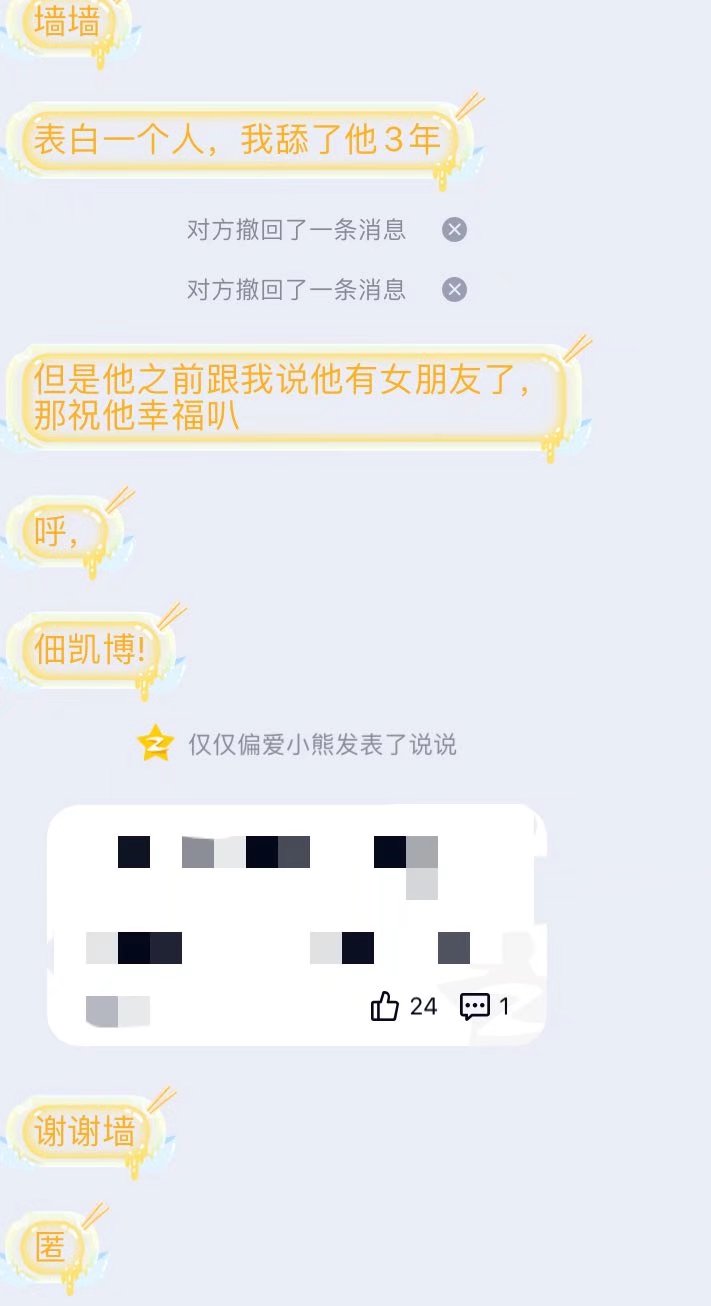 墙墙
表白一个人，我舔了他3年
对方撤回了一条消息
对方撤回了一条消息
但是他之前跟我说他有女朋友了，
那祝他幸福叭
呼，
佃凯博!
仅仅偏爱小熊发表了说说
24 1
谢谢墙
匿